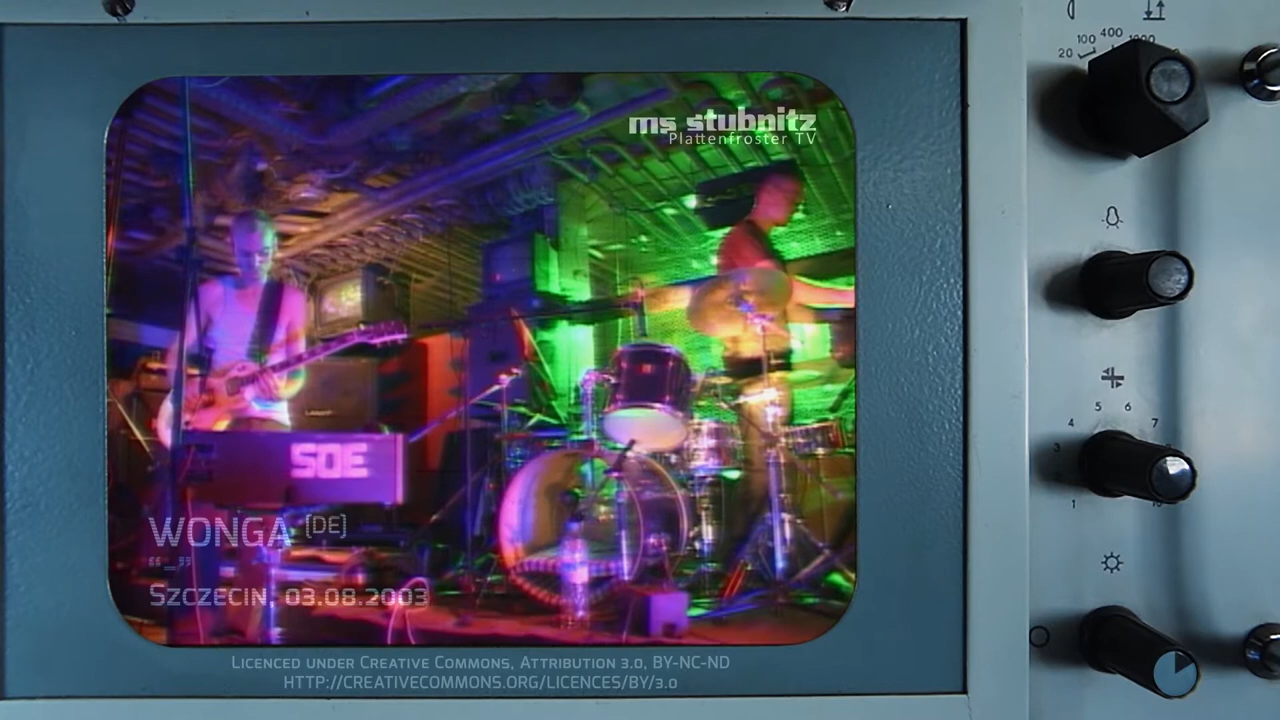 20 100 400 1000
ms stubnitz
Plattenfroster TV
SOE
WONGA [DE]
"_"
SZCZECIN, 03.08.2003
4 5 6 7
3
1 10
LICENCED UNDER CREATIVE COMMONS, ATTRIBUTION 3.0, BY-NC-ND
HTTP://CREATIVECOMMONS.ORG/LICENCES/BY/3.0